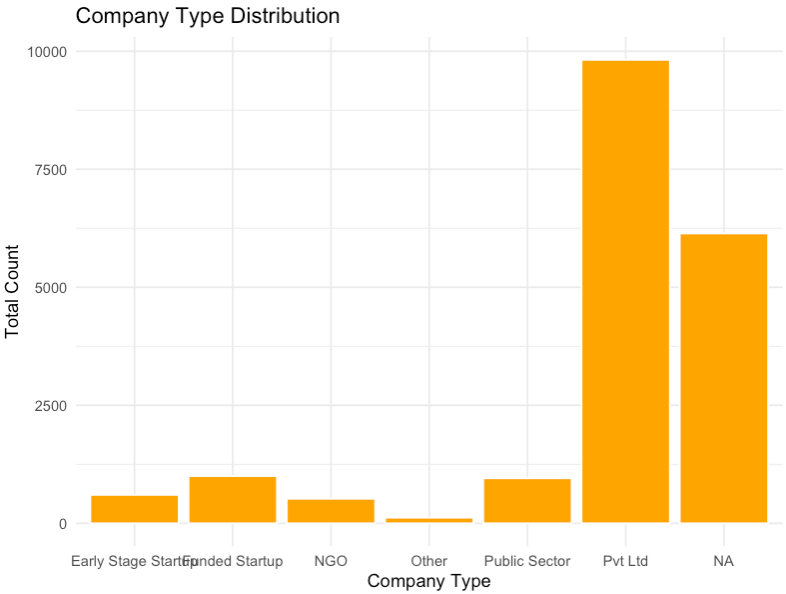 Company Type Distribution
Total Count
10000
7500
5000
2500
0
Early Stage Startup Funded Startup NGO Other Public Sector Pvt Ltd NA
Company Type